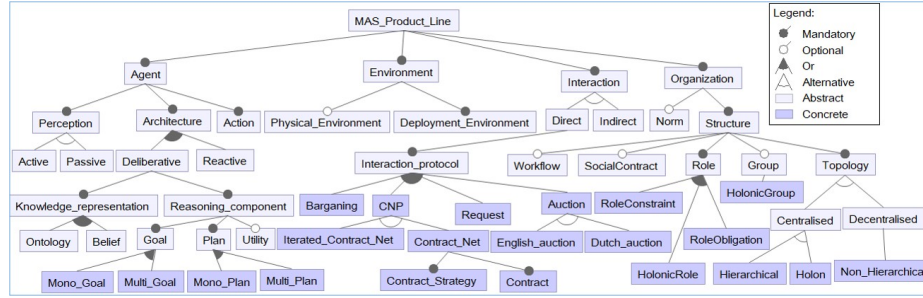 MAS_Product_Line
Legend:
Mandatory
Optional
Or
Alternative
Abstract
Concrete
Agent
Environment
Interaction
Organization
Perception
Architecture
Action
Physical_Environment
Deployment_Environment
Direct
Indirect
Norm
Structure
Active
Passive
Deliberative
Reactive
Interaction_protocol
Workflow
SocialContract
Role
Group
Topology
Knowledge_representation
Reasoning_component
Barganing
CNP
Request
Auction
RoleConstraint
HolonicGroup
Centralised
Decentralised
Ontology
Belief
Goal
Plan
Utility
Iterated_Contract_Net
Contract_Net
English_auction
Dutch_auction
RoleObligation
Mono_Goal
Multi_Goal
Mono_Plan
Multi_Plan
Contract_Strategy
Contract
HolonicRole
Hierarchical
Holon
Non_Hierarchical